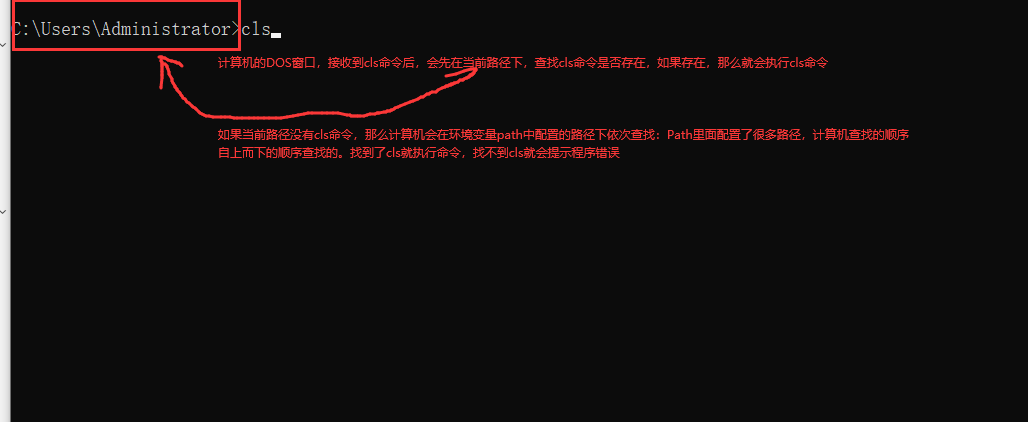 C:\Users\Administrator>cls
计算机的DOS窗口，接收到cls命令后，会先在当前路径下，查找cls命令是否存在，如果存在，那么就会执行cls命令
如果当前路径没有cls命令，那么计算机会在环境变量path中配置的路径下依次查找：Path里面配置了很多路径，计算机查找的顺序
自上而下的顺序查找的。找到了cls就执行命令，找不到cls就会提示程序错误